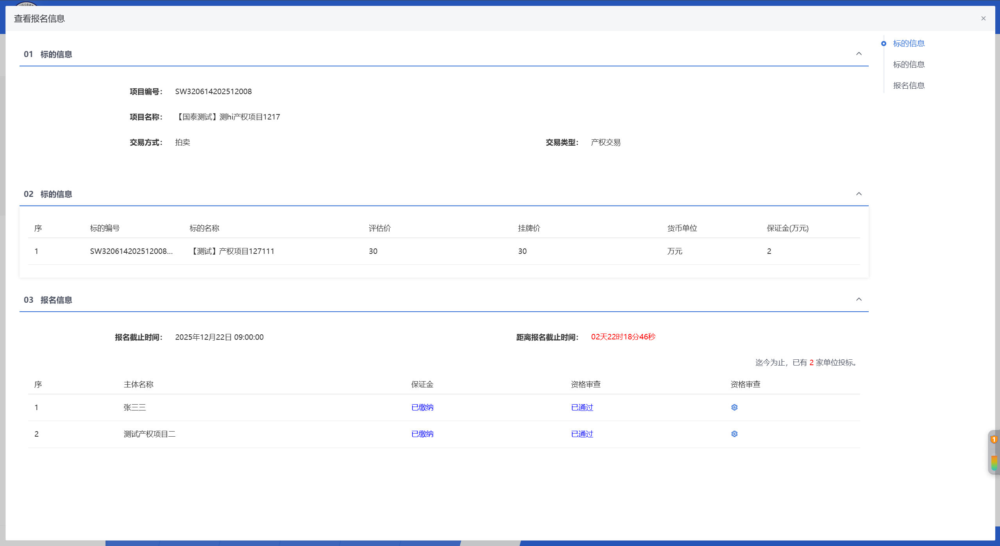 查看报名信息
01 标的信息
标的信息
标的信息
报名信息
项目编号： SW320614202512008
项目名称： 【国泰测试】测hi产权项目1217
交易方式： 拍卖 交易类型： 产权交易
02 标的信息
序 标的编号 标的名称 评估价 挂牌价 货币单位 保证金(万元)
1 SW320614202512008... 【测试】产权项目127111 30 30 万元 2
03 报名信息
报名截止时间： 2025年12月22日 09:00:00 距离报名截止时间： 02天22时18分46秒
迄今为止，已有 2 家单位投标。
序 主体名称 保证金 资格审查 资格审查
1 张三三 已缴纳 已通过
2 测试产权项目二 已缴纳 已通过
1